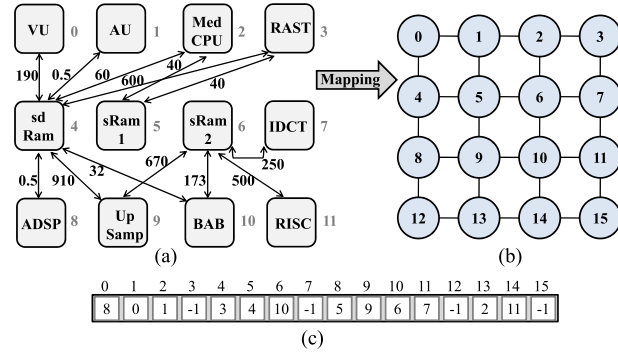 VU 0 AU 1 Med CPU 2 RAST 3
190 0.5 60 600 40 40
sd Ram 4 sRam 1 5 sRam 2 6 IDCT 7
0.5 910 32 670 173 500 250
ADSP 8 Up Samp 9 BAB 10 RISC 11
(a)
Mapping
0 1 2 3
4 5 6 7
8 9 10 11
12 13 14 15
(b)
0 1 2 3 4 5 6 7 8 9 10 11 12 13 14 15
8 0 1 -1 3 4 10 -1 5 9 6 7 -1 2 11 -1
(c)